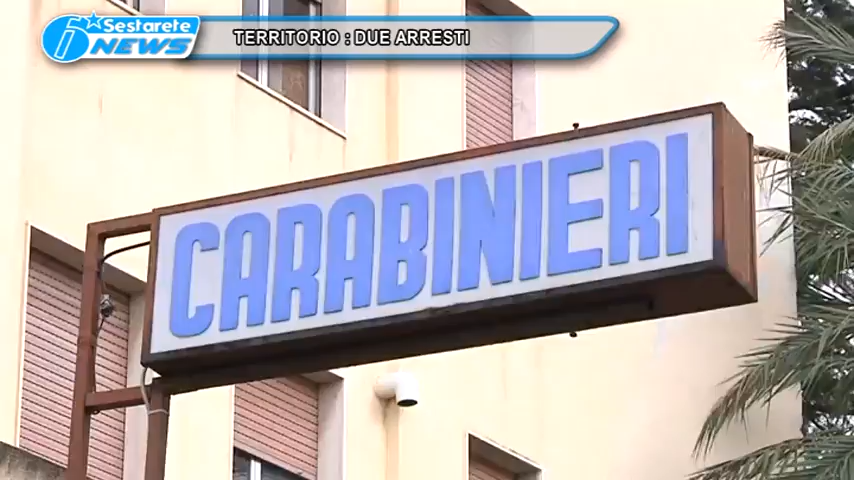 Sestarete
6 NEWS
TERRITORIO : DUE ARRESTI
CARABINIERI